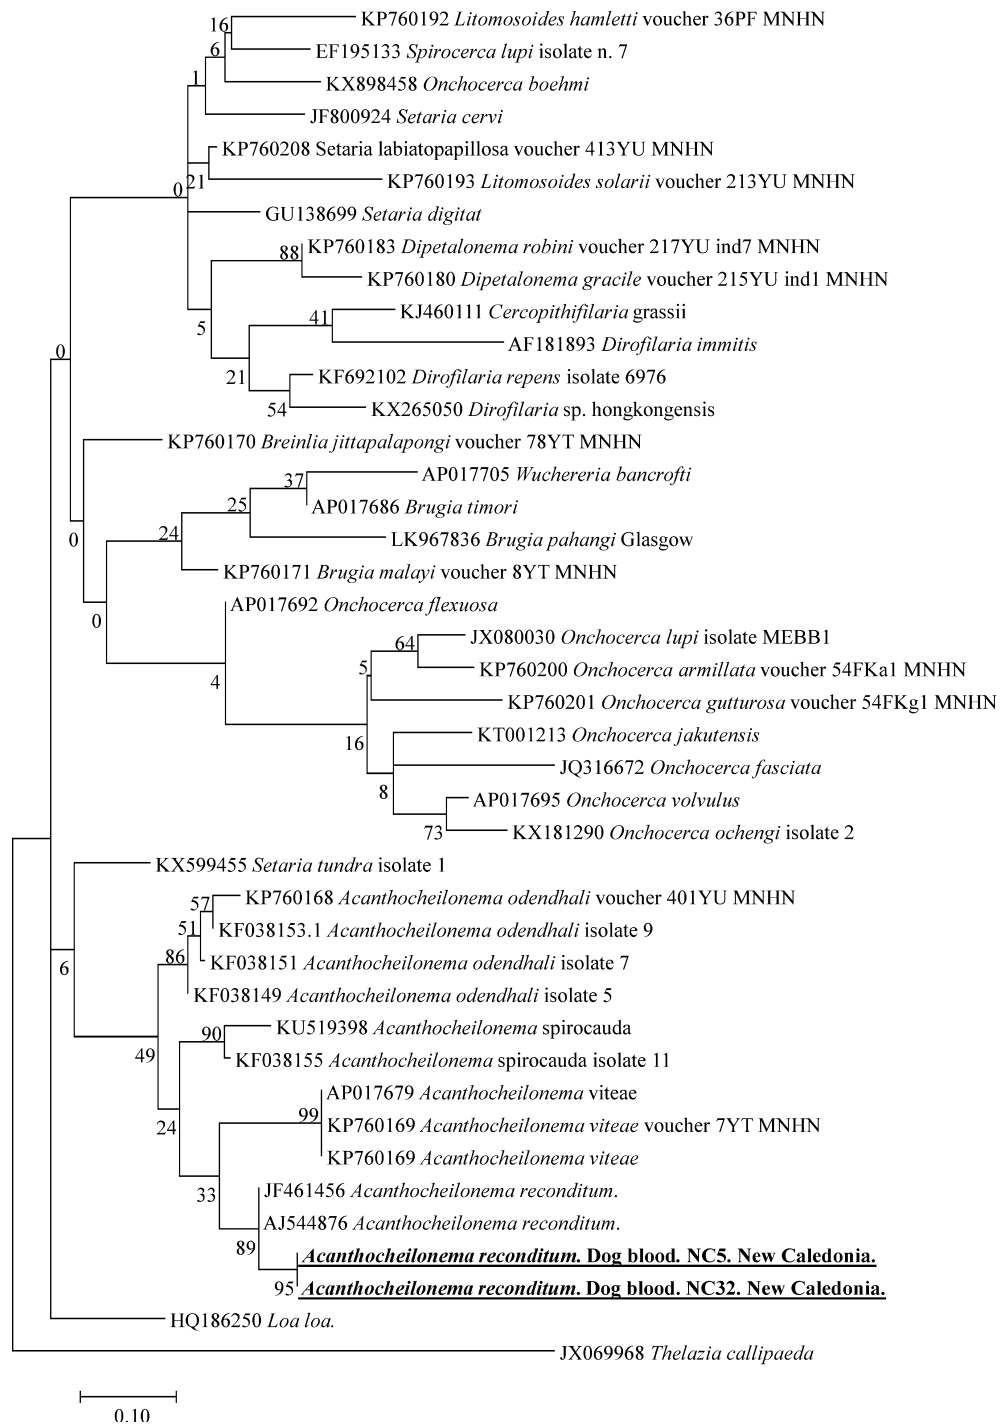 KP760192 Litomosoides hamletti voucher 36PF MNHN
16
EF195133 Spirocerca lupi isolate n. 7
6
1
KX898458 Onchocerca boehmi
JF800924 Setaria cervi
KP760208 Setaria labiatopapillosa voucher 413YU MNHN
21
KP760193 Litomosoides solarii voucher 213YU MNHN
0
GU138699 Setaria digitat
KP760183 Dipetalonema robini voucher 217YU ind7 MNHN
88
KP760180 Dipetalonema gracile voucher 215YU ind1 MNHN
KJ460111 Cercopithifilaria grassii
41
5
AF181893 Dirofilaria immitis
0
21
KF692102 Dirofilaria repens isolate 6976
54
KX265050 Dirofilaria sp. hongkongensis
KP760170 Breinlia jittapalapongi voucher 78YT MNHN
AP017705 Wuchereria bancrofti
37
25
AP017686 Brugia timori
24
0
LK967836 Brugia pahangi Glasgow
KP760171 Brugia malayi voucher 8YT MNHN
AP017692 Onchocerca flexuosa
0
JX080030 Onchocerca lupi isolate MEBB1
64
5
KP760200 Onchocerca armillata voucher 54FKa1 MNHN
4
KP760201 Onchocerca gutturosa voucher 54FKg1 MNHN
KT001213 Onchocerca jakutensis
16
JQ316672 Onchocerca fasciata
8
AP017695 Onchocerca volvulus
73
KX181290 Onchocerca ochengi isolate 2
KX599455 Setaria tundra isolate 1
KP760168 Acanthocheilonema odendhali voucher 401YU MNHN
57
51
KF038153.1 Acanthocheilonema odendhali isolate 9
86
KF038151 Acanthocheilonema odendhali isolate 7
6
KF038149 Acanthocheilonema odendhali isolate 5
KU519398 Acanthocheilonema spirocauda
90
49
KF038155 Acanthocheilonema spirocauda isolate 11
AP017679 Acanthocheilonema viteae
99
24
KP760169 Acanthocheilonema viteae voucher 7YT MNHN
KP760169 Acanthocheilonema viteae
33
JF461456 Acanthocheilonema reconditum.
AJ544876 Acanthocheilonema reconditum.
89
Acanthocheilonema reconditum. Dog blood. NC5. New Caledonia.
95
Acanthocheilonema reconditum. Dog blood. NC32. New Caledonia.
HQ186250 Loa loa.
JX069968 Thelazia callipaeda
0.10